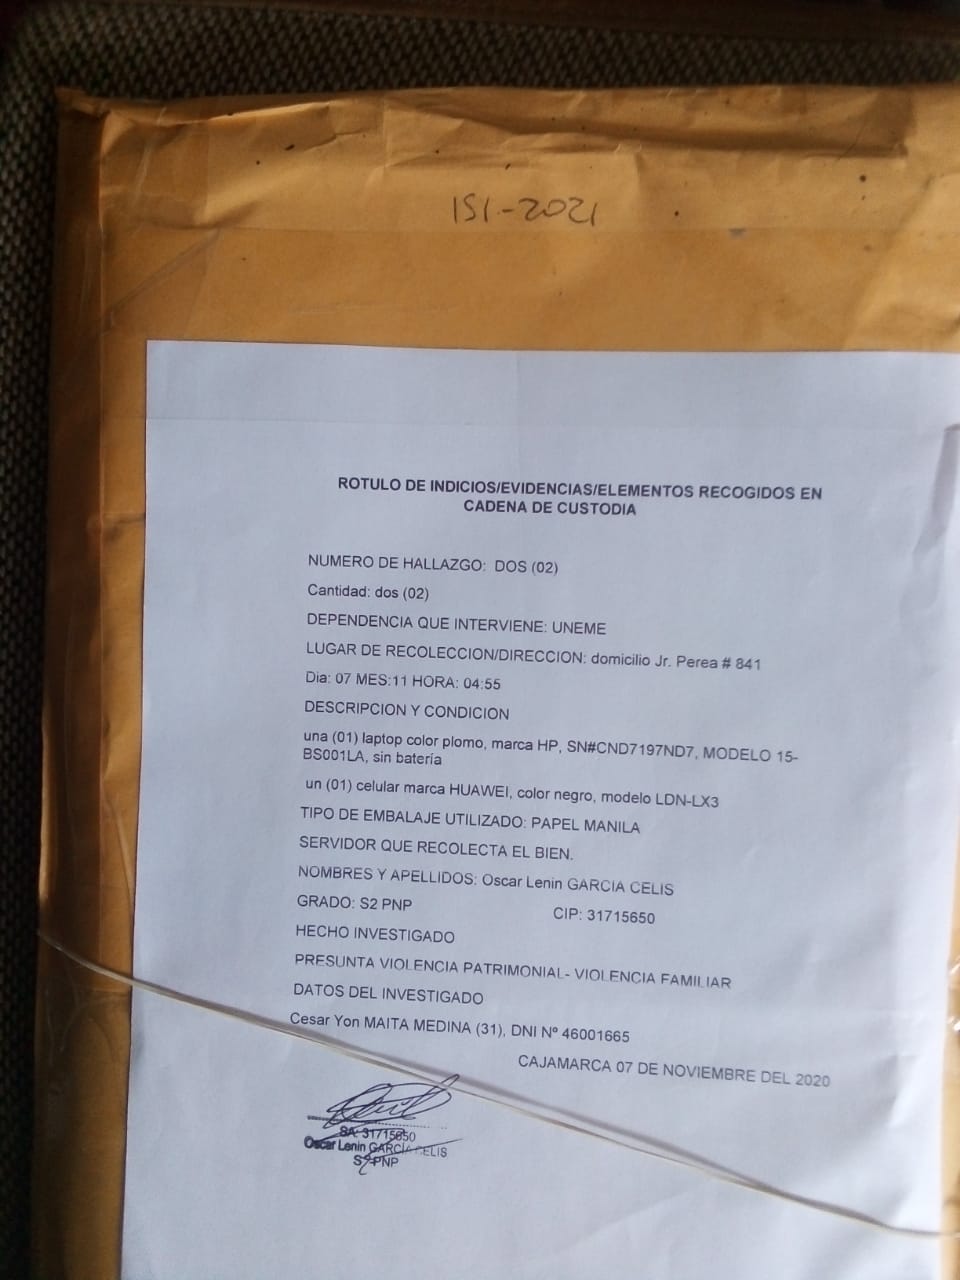 151-2021
ROTULO DE INDICIOS/EVIDENCIAS/ELEMENTOS RECOGIDOS EN
CADENA DE CUSTODIA
NUMERO DE HALLAZGO: DOS (02)
Cantidad: dos (02)
DEPENDENCIA QUE INTERVIENE: UNEME
LUGAR DE RECOLECCION/DIRECCION: domicilio Jr. Perea # 841
Dia: 07 MES:11 HORA: 04:55
DESCRIPCION Y CONDICION
una (01) laptop color plomo, marca HP, SN#CND7197ND7, MODELO 15-
BS001LA, sin batería
un (01) celular marca HUAWEI, color negro, modelo LDN-LX3
TIPO DE EMBALAJE UTILIZADO: PAPEL MANILA
SERVIDOR QUE RECOLECTA EL BIEN.
NOMBRES Y APELLIDOS: Oscar Lenin GARCIA CELIS
GRADO: S2 PNP CIP: 31715650
HECHO INVESTIGADO
PRESUNTA VIOLENCIA PATRIMONIAL- VIOLENCIA FAMILIAR
DATOS DEL INVESTIGADO
Cesar Yon MAITA MEDINA (31), DNI Nº 46001665
CAJAMARCA 07 DE NOVIEMBRE DEL 2020
SA. 31715650
Oscar Lenin GARCÍA CELIS
S2 PNP